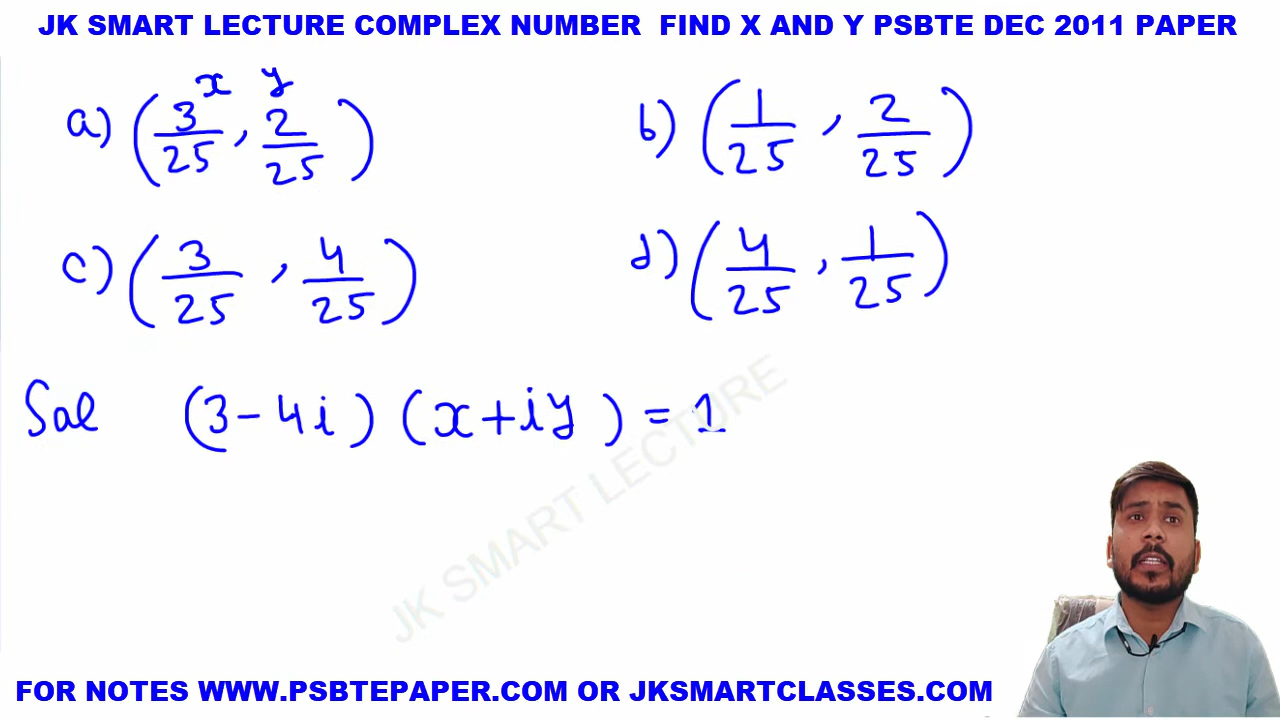 JK SMART LECTURE COMPLEX NUMBER FIND X AND Y PSBTE DEC 2011 PAPER
x y
a) (3/25, 2/25) b) (1/25, 2/25)
c) (3/25, 4/25) d) (4/25, 1/25)
Sol (3-4i) (x+iy) = 1
JK SMART LECTURE
FOR NOTES WWW.PSBTEPAPER.COM OR JKSMARTCLASSES.COM